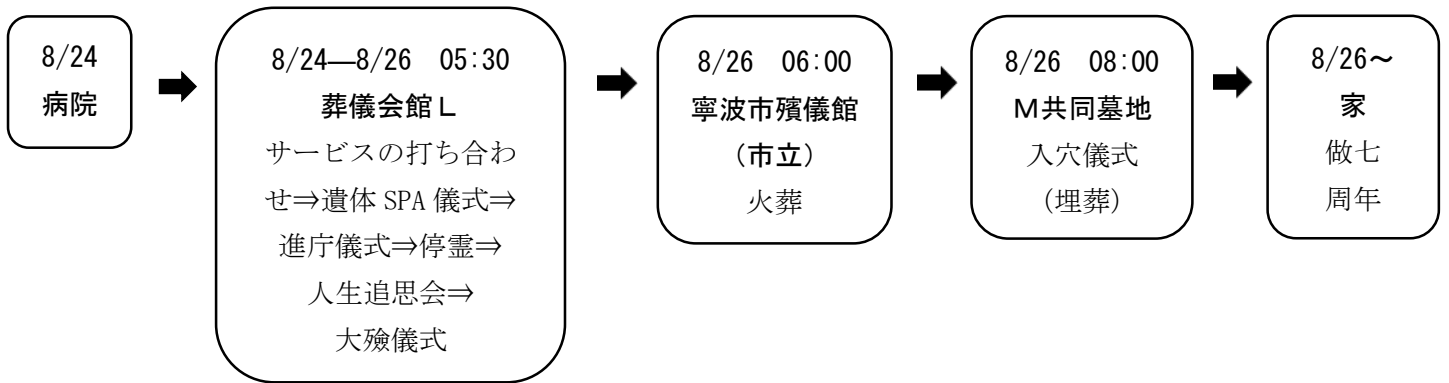 8/24
病院
8/24―8/26 05:30
葬儀会館L
サービスの打ち合わ
せ⇒遺体 SPA 儀式⇒
進庁儀式⇒停霊⇒
人生追思会⇒
大殮儀式
8/26 06:00
寧波市殯儀館
(市立)
火葬
8/26 08:00
M共同墓地
入穴儀式
(埋葬)
8/26～
家
做七
周年